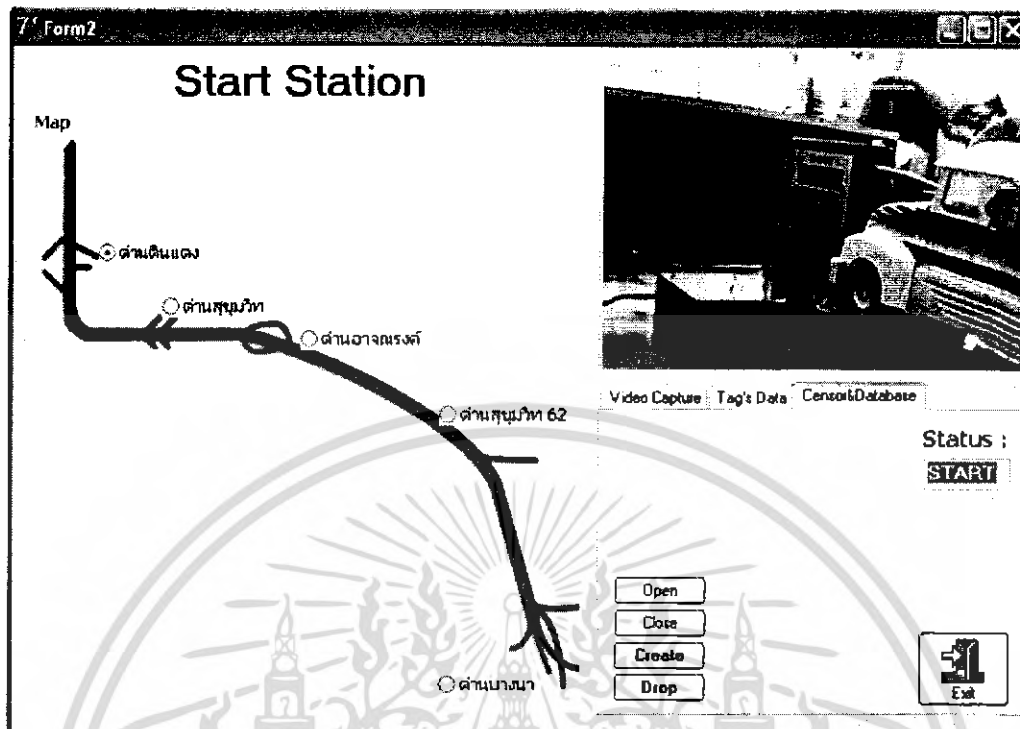 Form2
Start Station
Map
ด่านดินแดง
ด่านสุขุมวิท
ด่านอาจณรงค์
ด่านสุขุมวิท 62
ด่านบางนา
Video Capture
Tag's Data
Censor&Database
Status :
START
Open
Close
Create
Drop
Exit